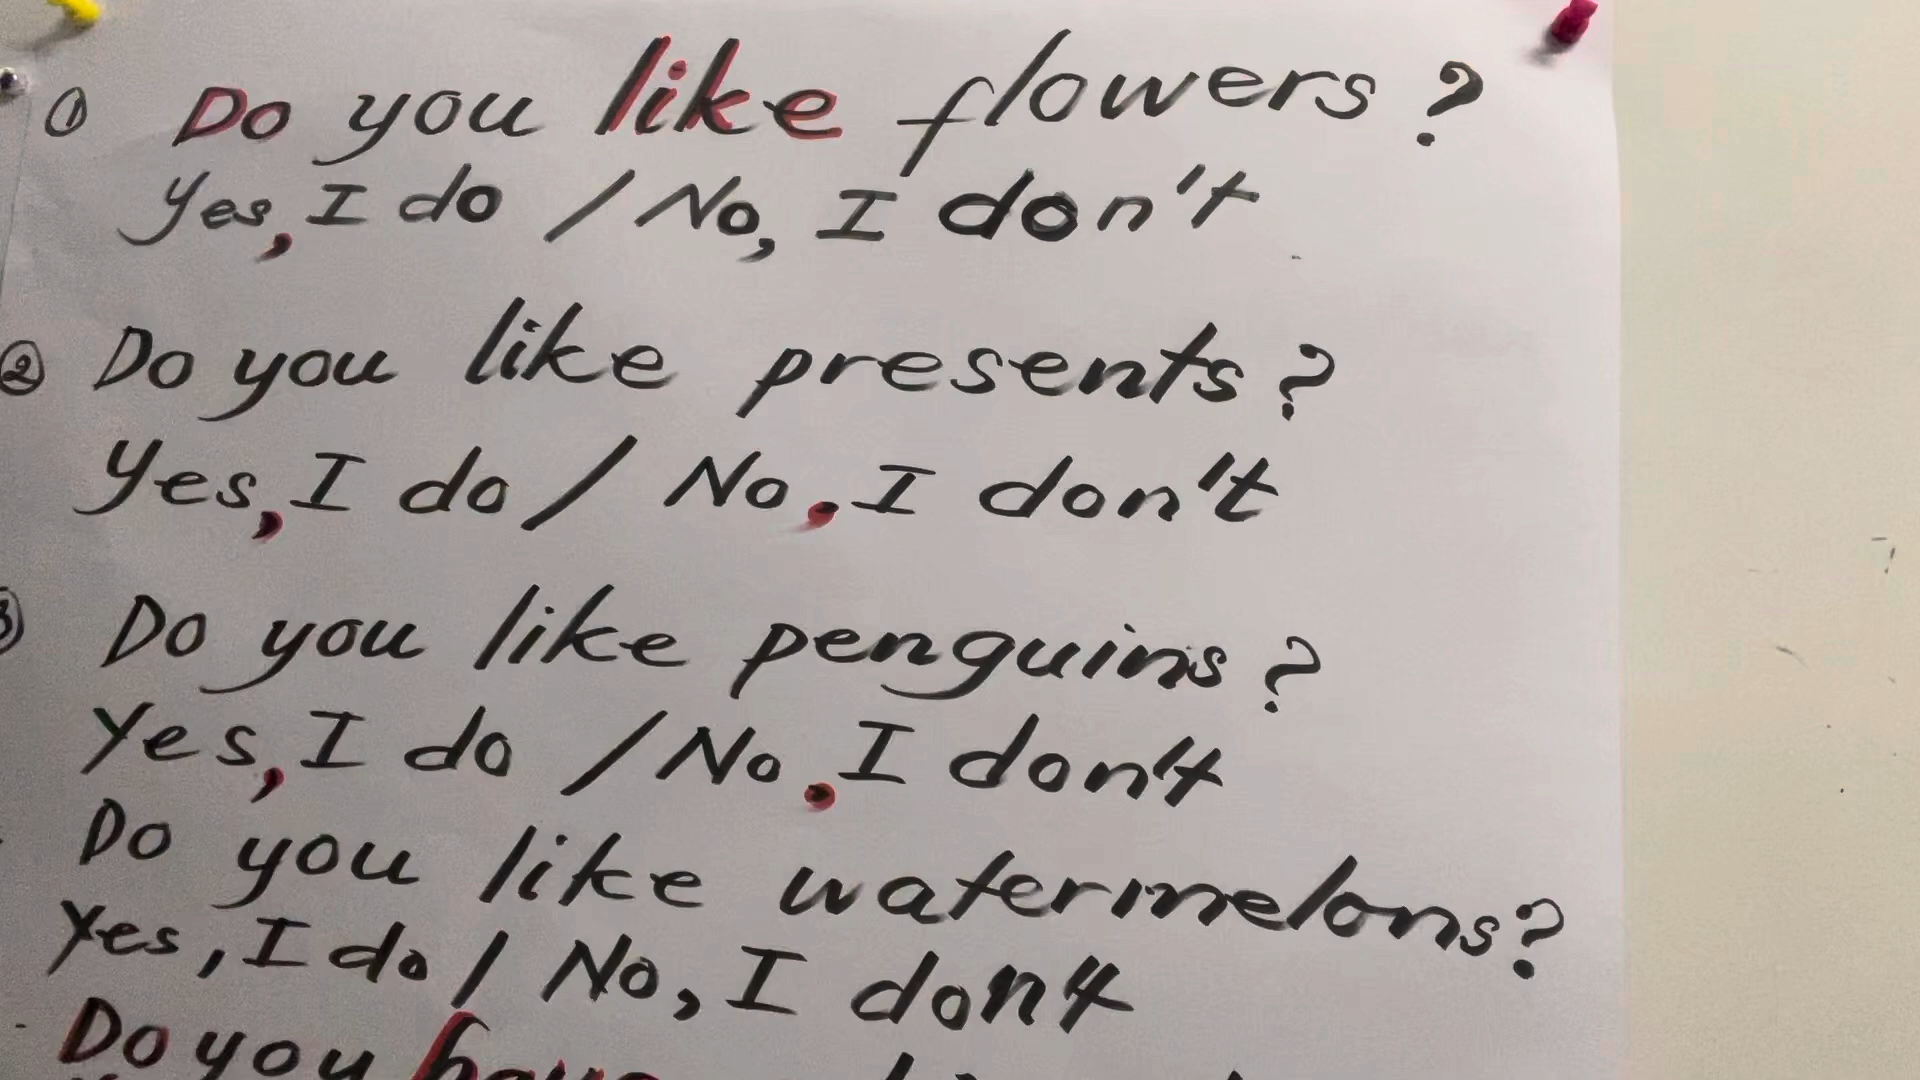 ① Do you like flowers?
Yes, I do / No, I don't
② Do you like presents?
Yes, I do / No, I don't
③ Do you like penguins?
Yes, I do / No, I don't
Do you like watermelons?
Yes, I do / No, I don't
Do you have